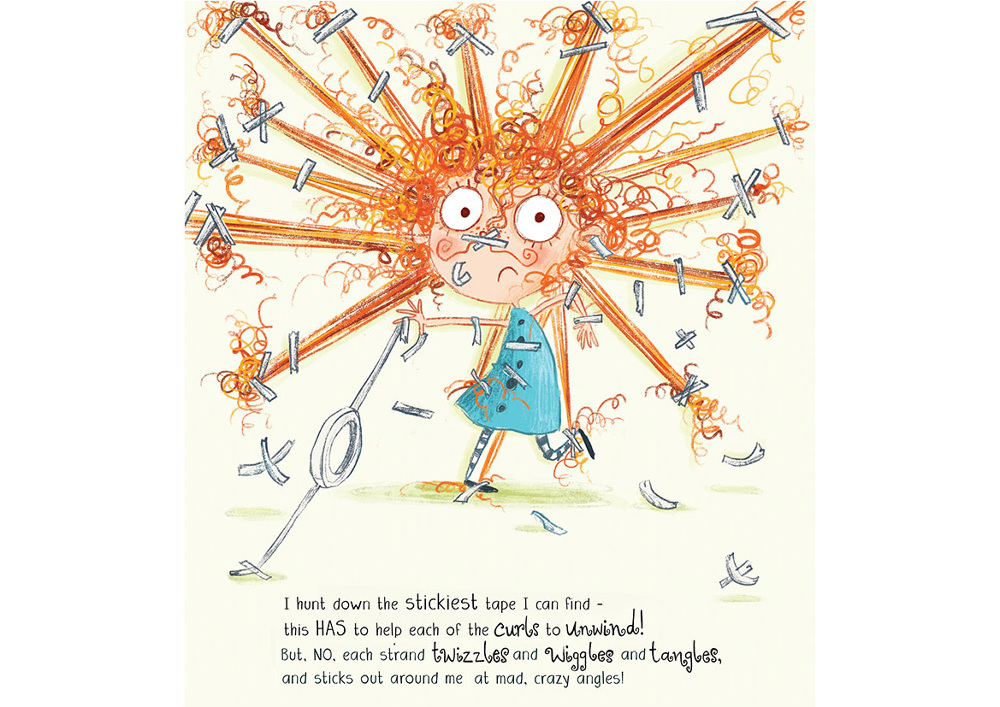 I hunt down the stickiest tape I can find -
this HAS to help each of the curls to unwind!
But, NO, each strand twizzles and wiggles and tangles,
and sticks out around me at mad, crazy angles!